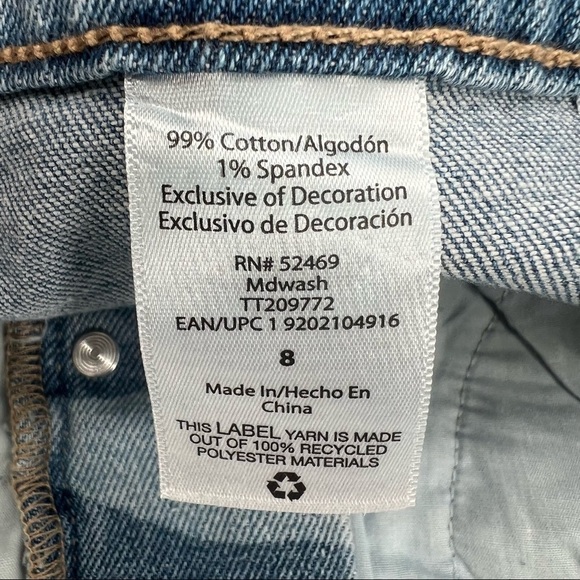 99% Cotton/Algodón
1% Spandex
Exclusive of Decoration
Exclusivo de Decoración
RN# 52469
Mdwash
TT209772
EAN/UPC 1 9202104916
8
Made In/Hecho En
China
THIS LABEL YARN IS MADE
OUT OF 100% RECYCLED
POLYESTER MATERIALS